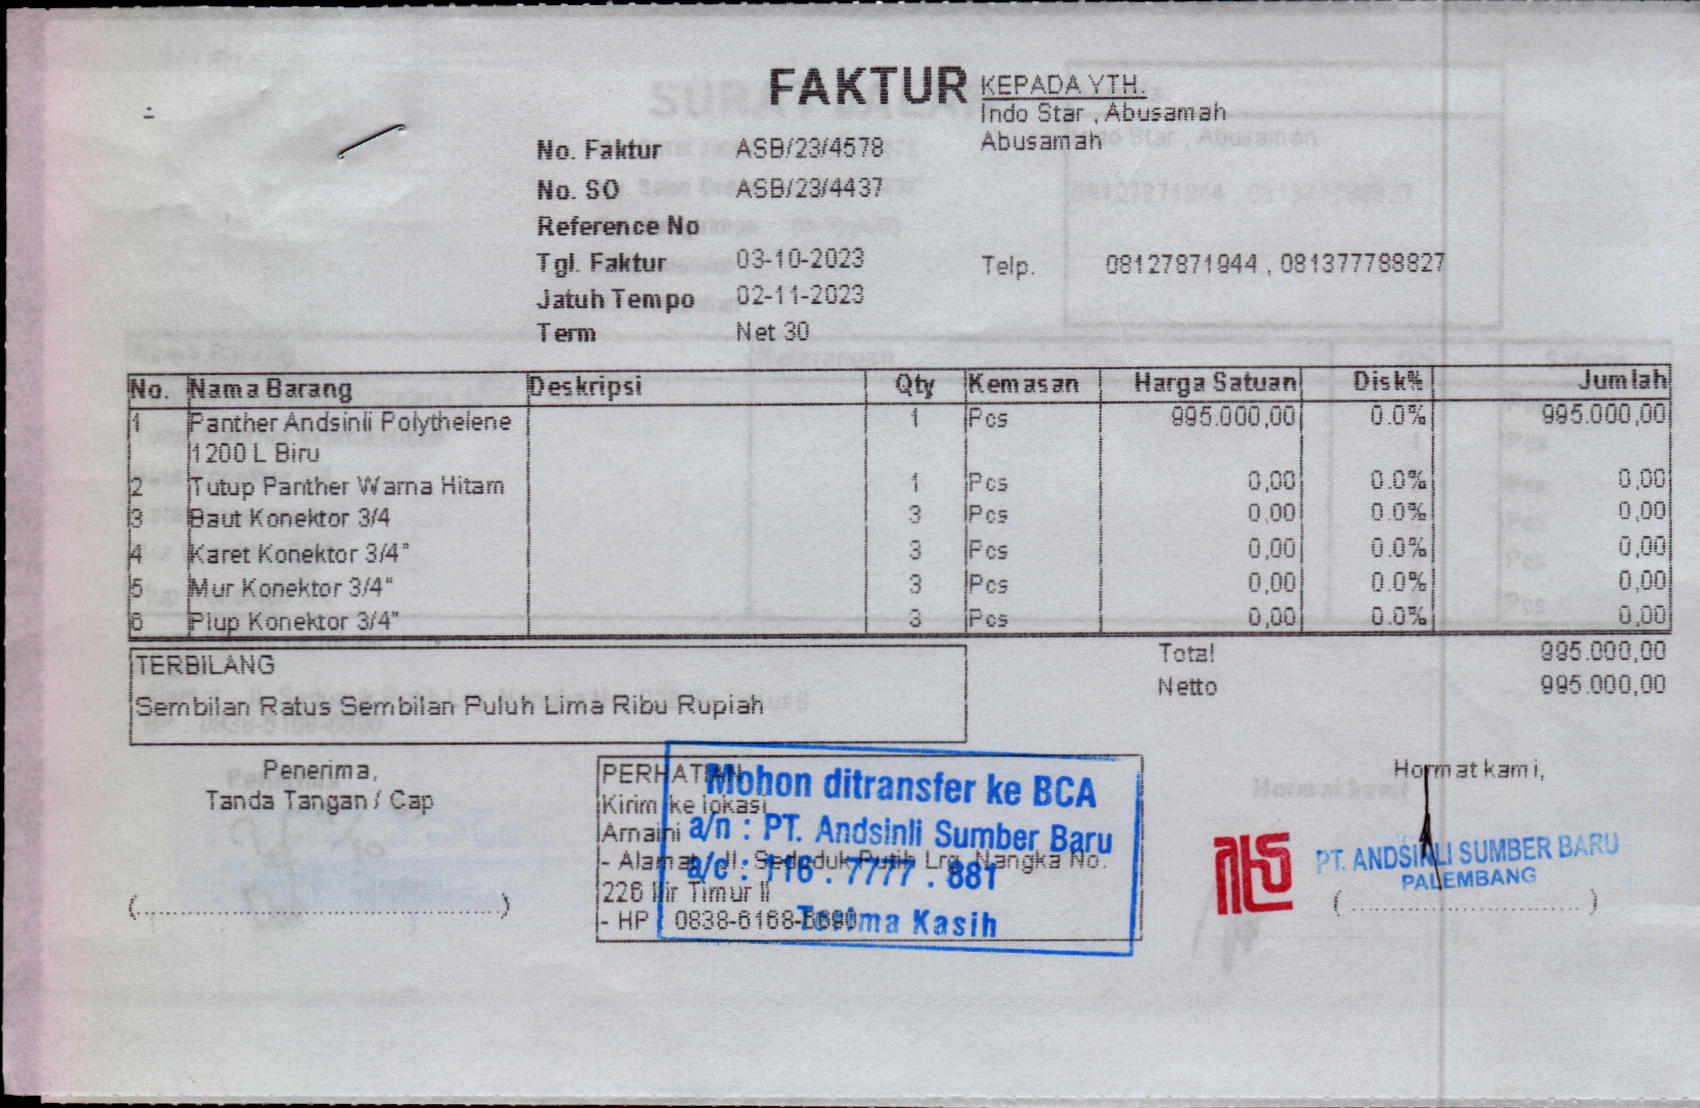 FAKTUR
KEPADA YTH.
Indo Star , Abusamah
Abusamah
No. Faktur ASB/23/4578
No. SO ASB/23/4437
Reference No
Tgl. Faktur 03-10-2023
Telp. 08127871944 , 081377788827
Jatuh Tempo 02-11-2023
Term Net 30
No. Nama Barang Deskripsi Qty Kemasan Harga Satuan Disk% Jumlah
1 Panther Andsinli Polythelene 1 Pcs 995.000,00 0.0% 995.000,00
1200 L Biru
2 Tutup Panther Warna Hitam 1 Pcs 0,00 0.0% 0,00
3 Baut Konektor 3/4 3 Pcs 0,00 0.0% 0,00
4 Karet Konektor 3/4" 3 Pcs 0,00 0.0% 0,00
5 Mur Konektor 3/4" 3 Pcs 0,00 0.0% 0,00
6 Plup Konektor 3/4" 3 Pcs 0,00 0.0% 0,00
Total 995.000,00
Netto 995.000,00
TERBILANG
Sembilan Ratus Sembilan Puluh Lima Ribu Rupiah
Penerima,
Tanda Tangan / Cap
(....................................................)
PERHATIAN
Kirim ke lokasi
Arnaini
- Alamat Jl. Seduduk Putih Lrg. Nangka No.
226 Ilir Timur II
- HP 0838-6168-6690
Mohon ditransfer ke BCA
a/n : PT. Andsinli Sumber Baru
a/c : 116 . 7777 . 881
Terima Kasih
Hormat kami,
PT. ANDSINLI SUMBER BARU
PALEMBANG
(....................................)